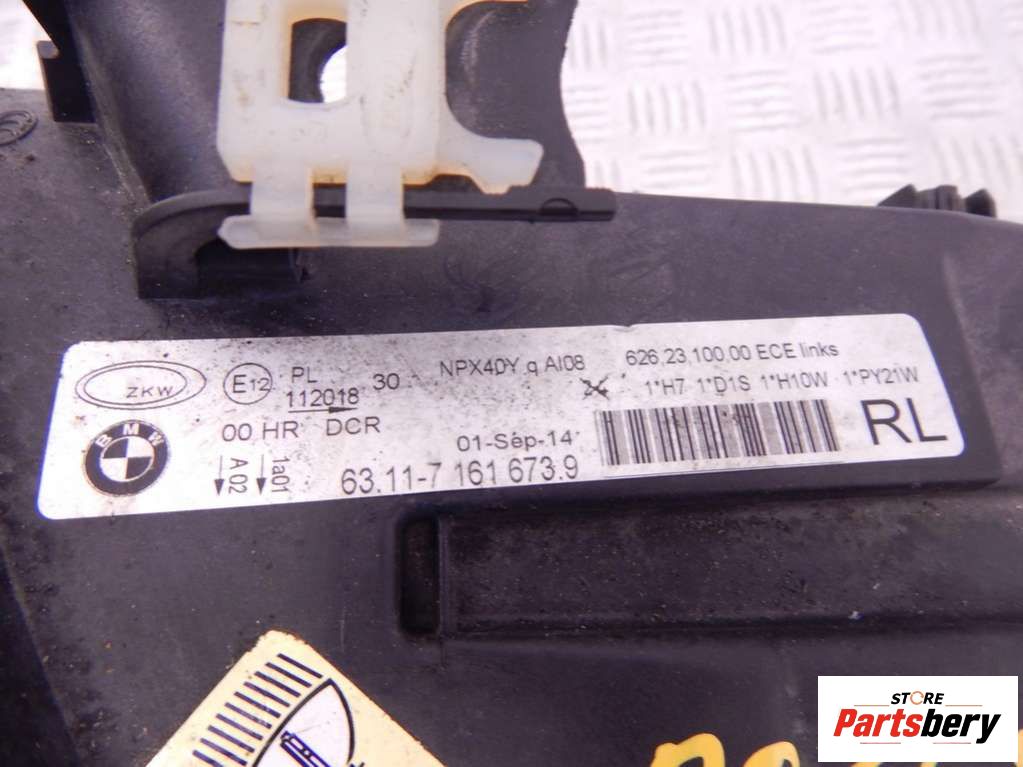 ZKW
E12
PL
112018
30
NPX4DY q AI08
626.23.100.00 ECE links
1*H7 1*D1S 1*H10W 1*PY21W
00 HR DCR
01-Sep-14
RL
BMW
A 02
1a01
63.11-7 161 673.9
STORE
Partsbery